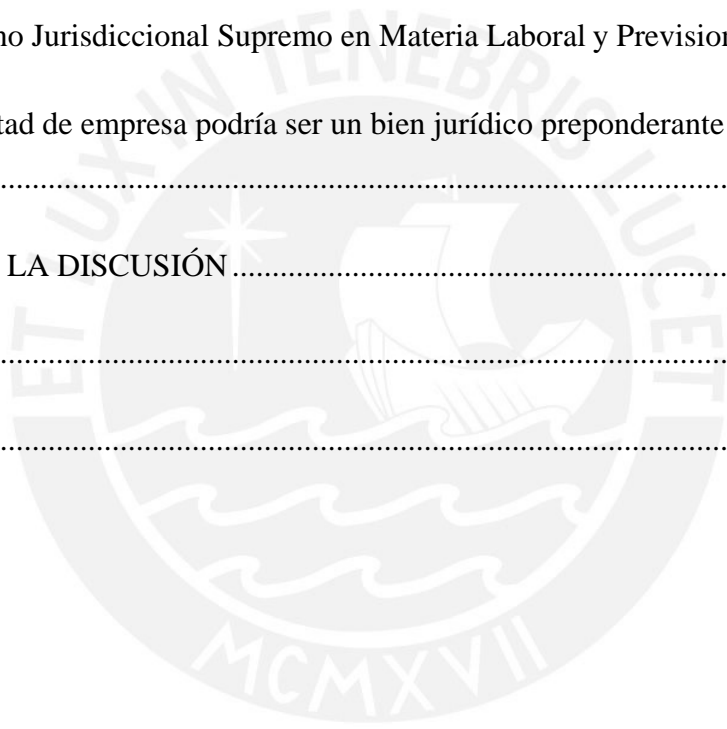 no Jurisdiccional Supremo en Materia Laboral y Prevision
tad de empresa podría ser un bien jurídico preponderante
..........................................................................................
LA DISCUSIÓN..............................................................
..........................................................................................
..........................................................................................
ET LUX IN TENEBRIS LUCET
MCMXVII